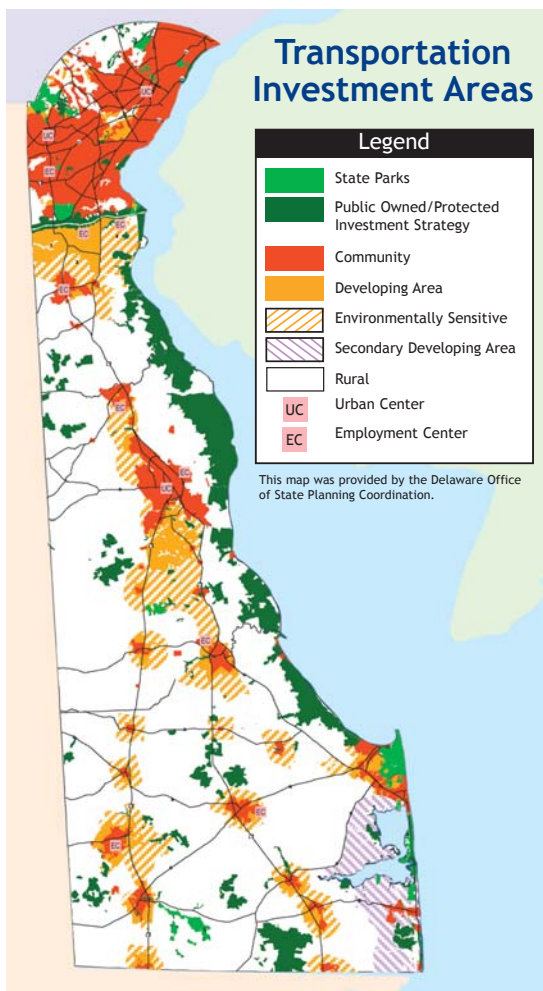 Transportation
Investment Areas
Legend
State Parks
Public Owned/Protected
Investment Strategy
Community
Developing Area
Environmentally Sensitive
Secondary Developing Area
Rural
UC Urban Center
EC Employment Center
This map was provided by the Delaware Office
of State Planning Coordination.
UC
UC
EC
EC
EC
EC
EC
EC
UC
EC
EC
EC